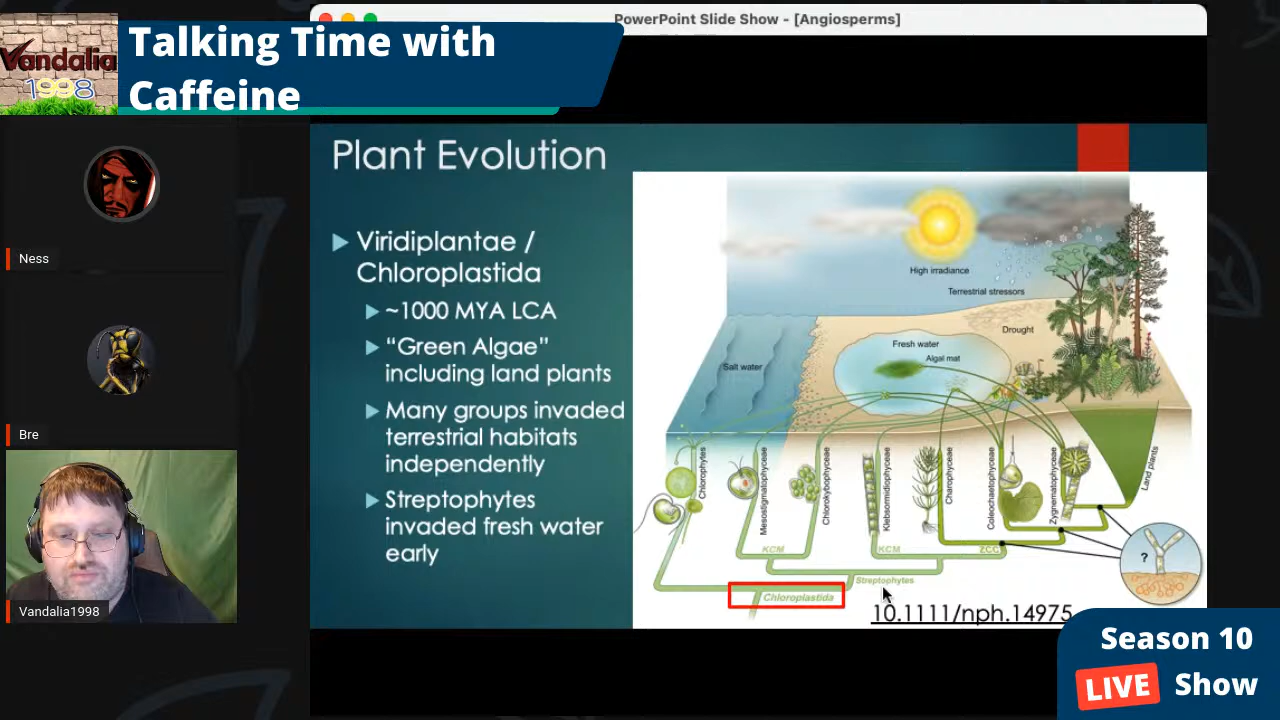 PowerPoint Slide Show - [Angiosperms]
Vandalia
1998
Talking Time with
Caffeine
Ness
Bre
Vandalia1998
Plant Evolution
Viridiplantae /
Chloroplastida
~1000 MYA LCA
“Green Algae”
including land plants
Many groups invaded
terrestrial habitats
independently
Streptophytes
invaded fresh water
early
High irradiance
Terrestrial stressors
Drought
Fresh water
Algal mat
Salt water
Chlorophytes
Mesostigmatophyceae
Chlorokybophyceae
Klebsormidiophyceae
Charophyceae
Coleochaetophyceae
Zygnematophyceae
Land plants
KCM
KCM
ZCC
?
Streptophytes
Chloroplastida
10.1111/nph.14975
Season 10
LIVE Show